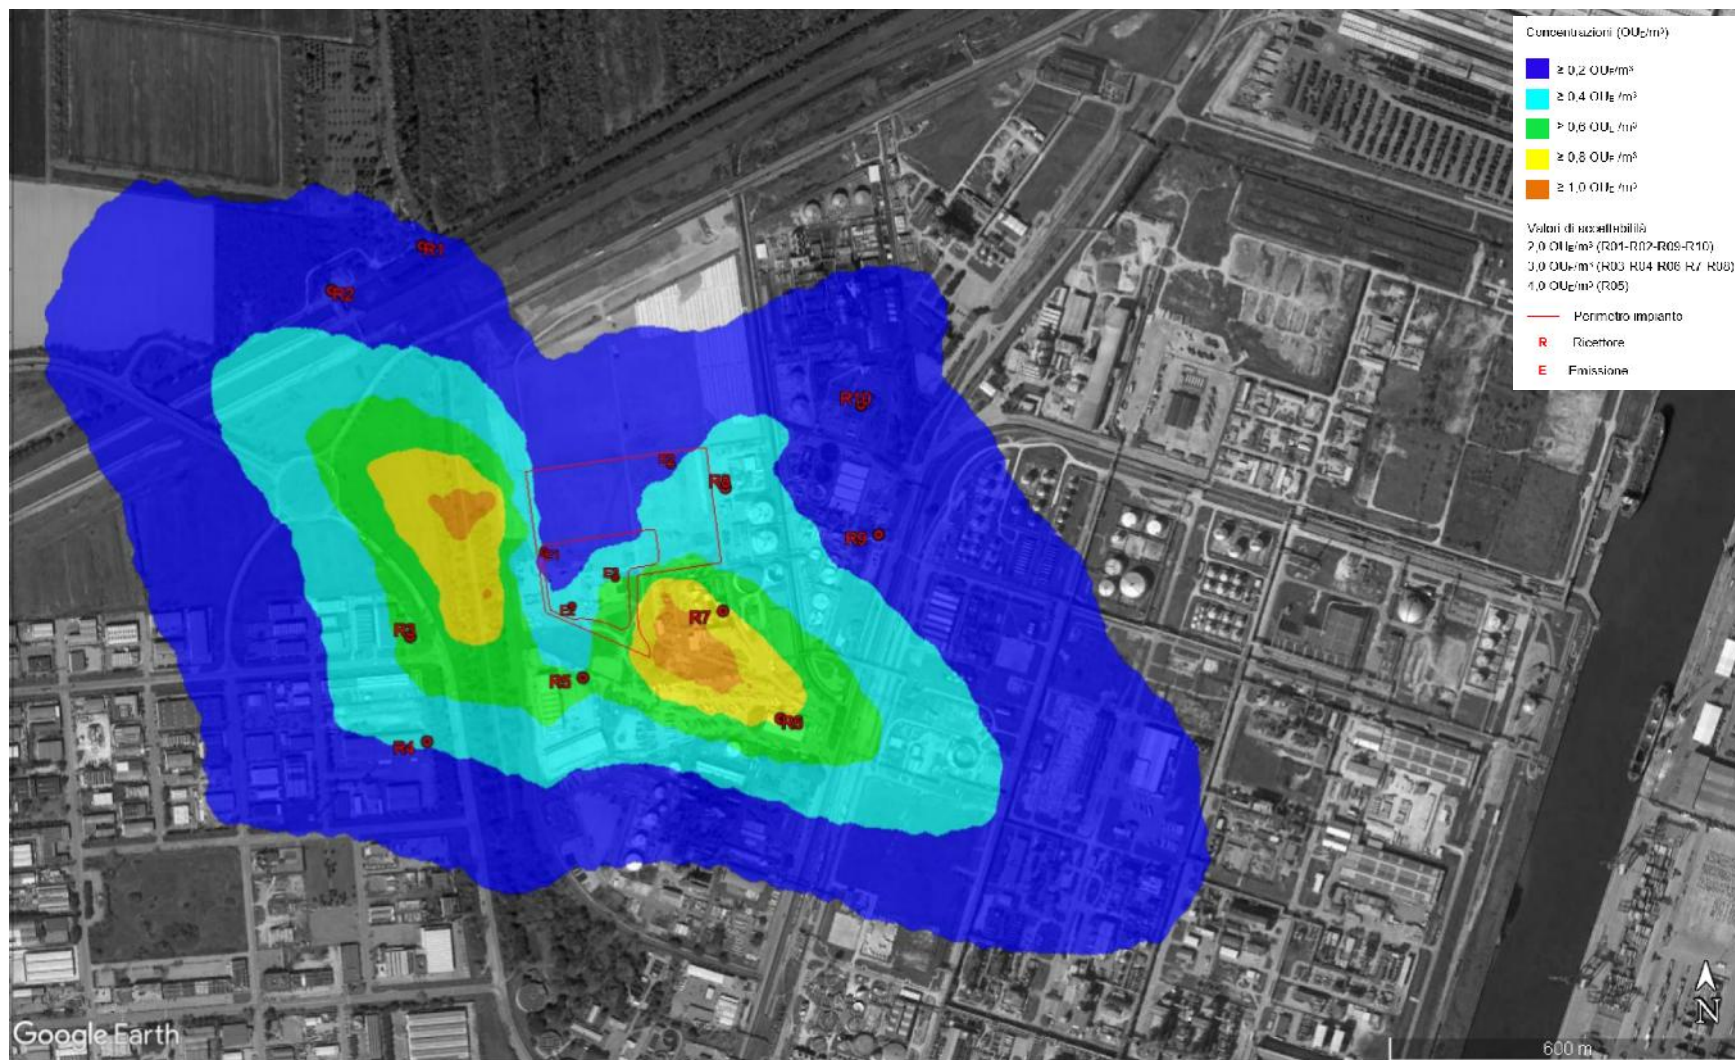 Concentrazioni (OUE/m³)
≥ 0,2 OUE/m³
≥ 0,4 OUE /m³
≥ 0,6 OUE /m³
≥ 0,8 OUE /m³
≥ 1,0 OUE /m³
Valori di accettabilità
2,0 OUE/m³ (R01-R02-R09-R10)
3,0 OUE/m³ (R03 R04 R06 R7 R08)
4,0 OUE/m³ (R05)
Perimetro impianto
R Ricettore
E Emissione
R1
R2
R10
R8
R9
E1
E2
R3
R7
R5
R4
Google Earth
N
600 m